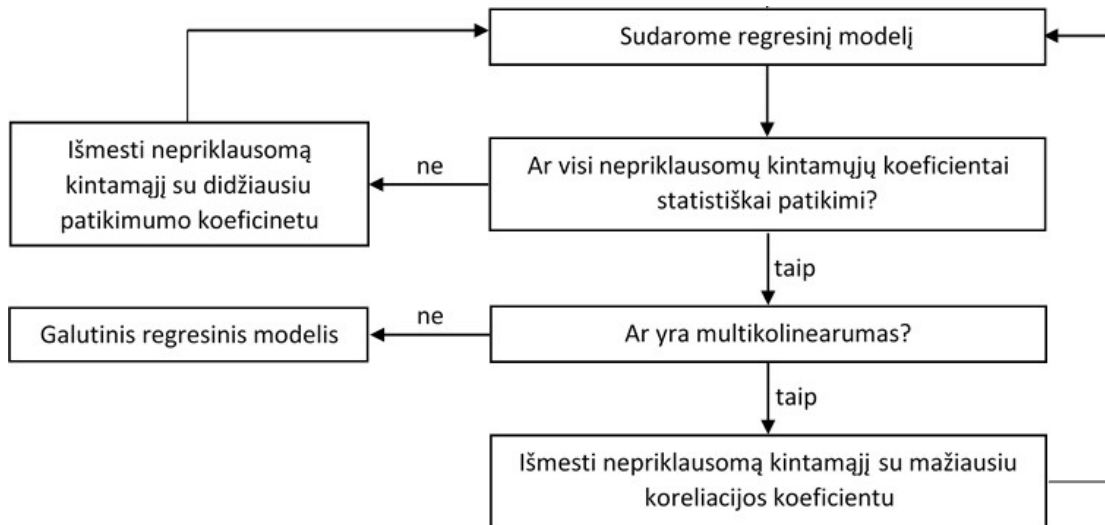 Sudarome regresinį modelį
Išmesti nepriklausomą
kintamąjį su didžiausiu
patikimumo koeficinetu
ne
Ar visi nepriklausomų kintamųjų koeficientai
statistiškai patikimi?
taip
Galutinis regresinis modelis
ne
Ar yra multikolinearumas?
taip
Išmesti nepriklausomą kintamąjį su mažiausiu
koreliacijos koeficientu